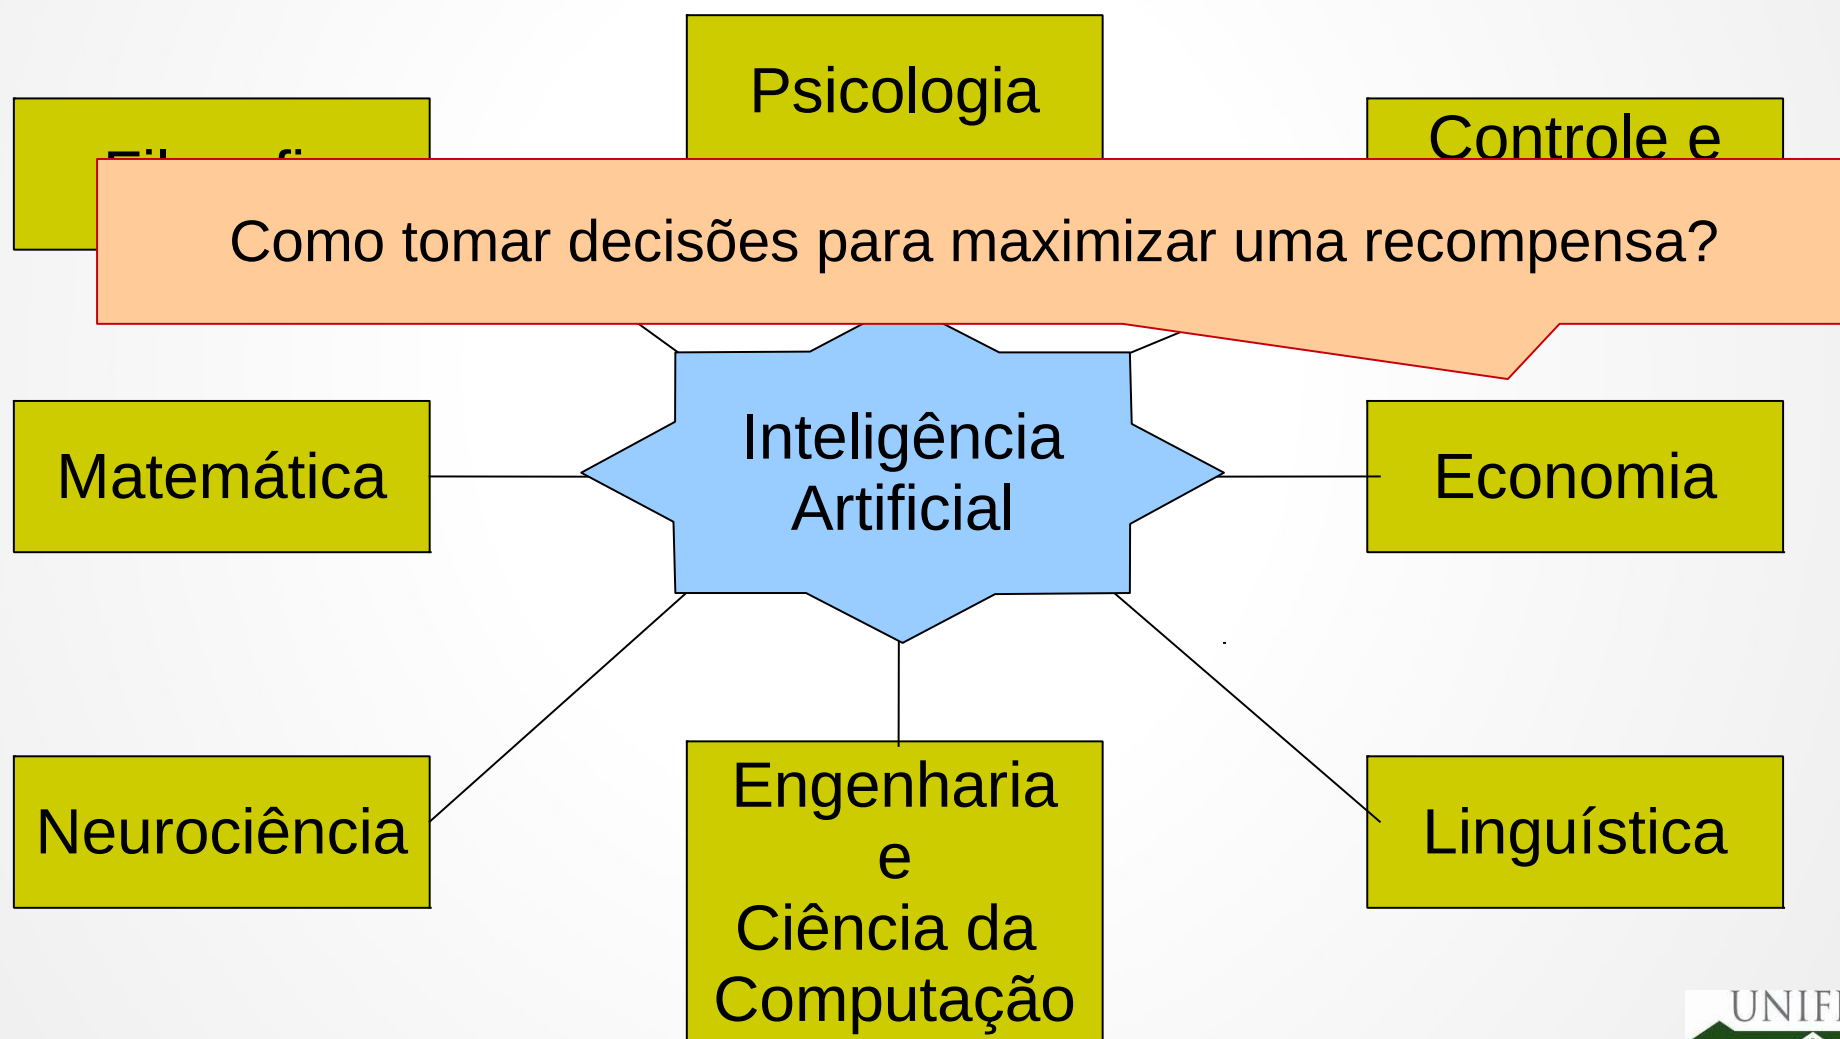 Psicologia
Controle e
Como tomar decisões para maximizar uma recompensa?
Inteligência
Artificial
Matemática
Economia
Neurociência
Engenharia
e
Ciência da
Computação
Linguística